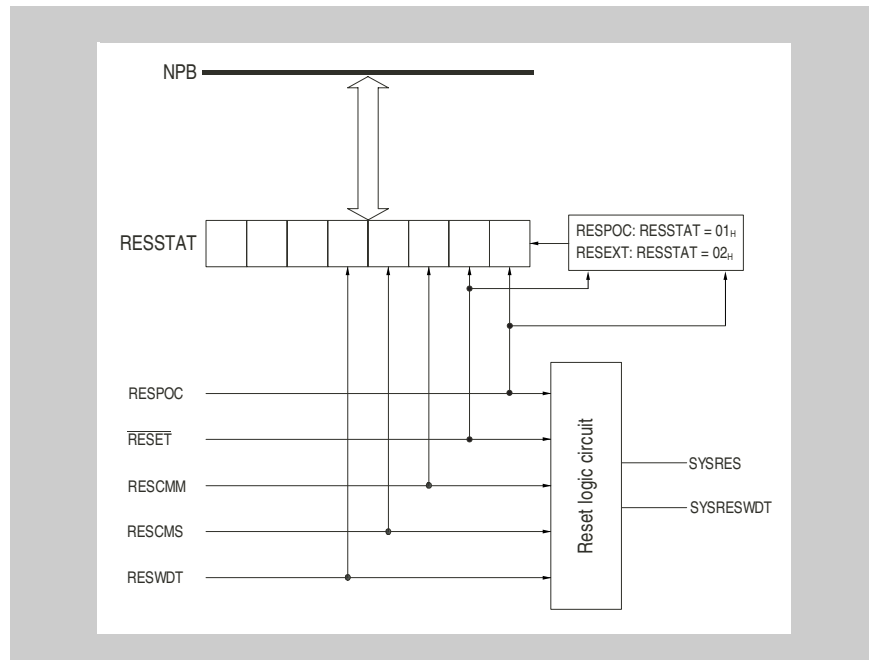 NPB
RESSTAT
RESPOC: RESSTAT = 01H
RESEXT: RESSTAT = 02H
RESPOC
RESET
RESCMM
RESCMS
RESWDT
Reset logic circuit
SYSRES
SYSRESWDT